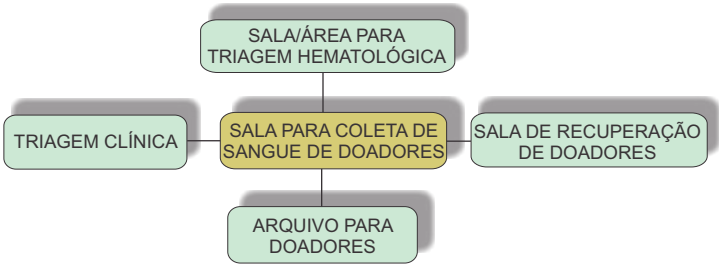 SALA/ÁREA PARA
TRIAGEM HEMATOLÓGICA
TRIAGEM CLÍNICA
SALA PARA COLETA DE
SANGUE DE DOADORES
SALA DE RECUPERAÇÃO
DE DOADORES
ARQUIVO PARA
DOADORES